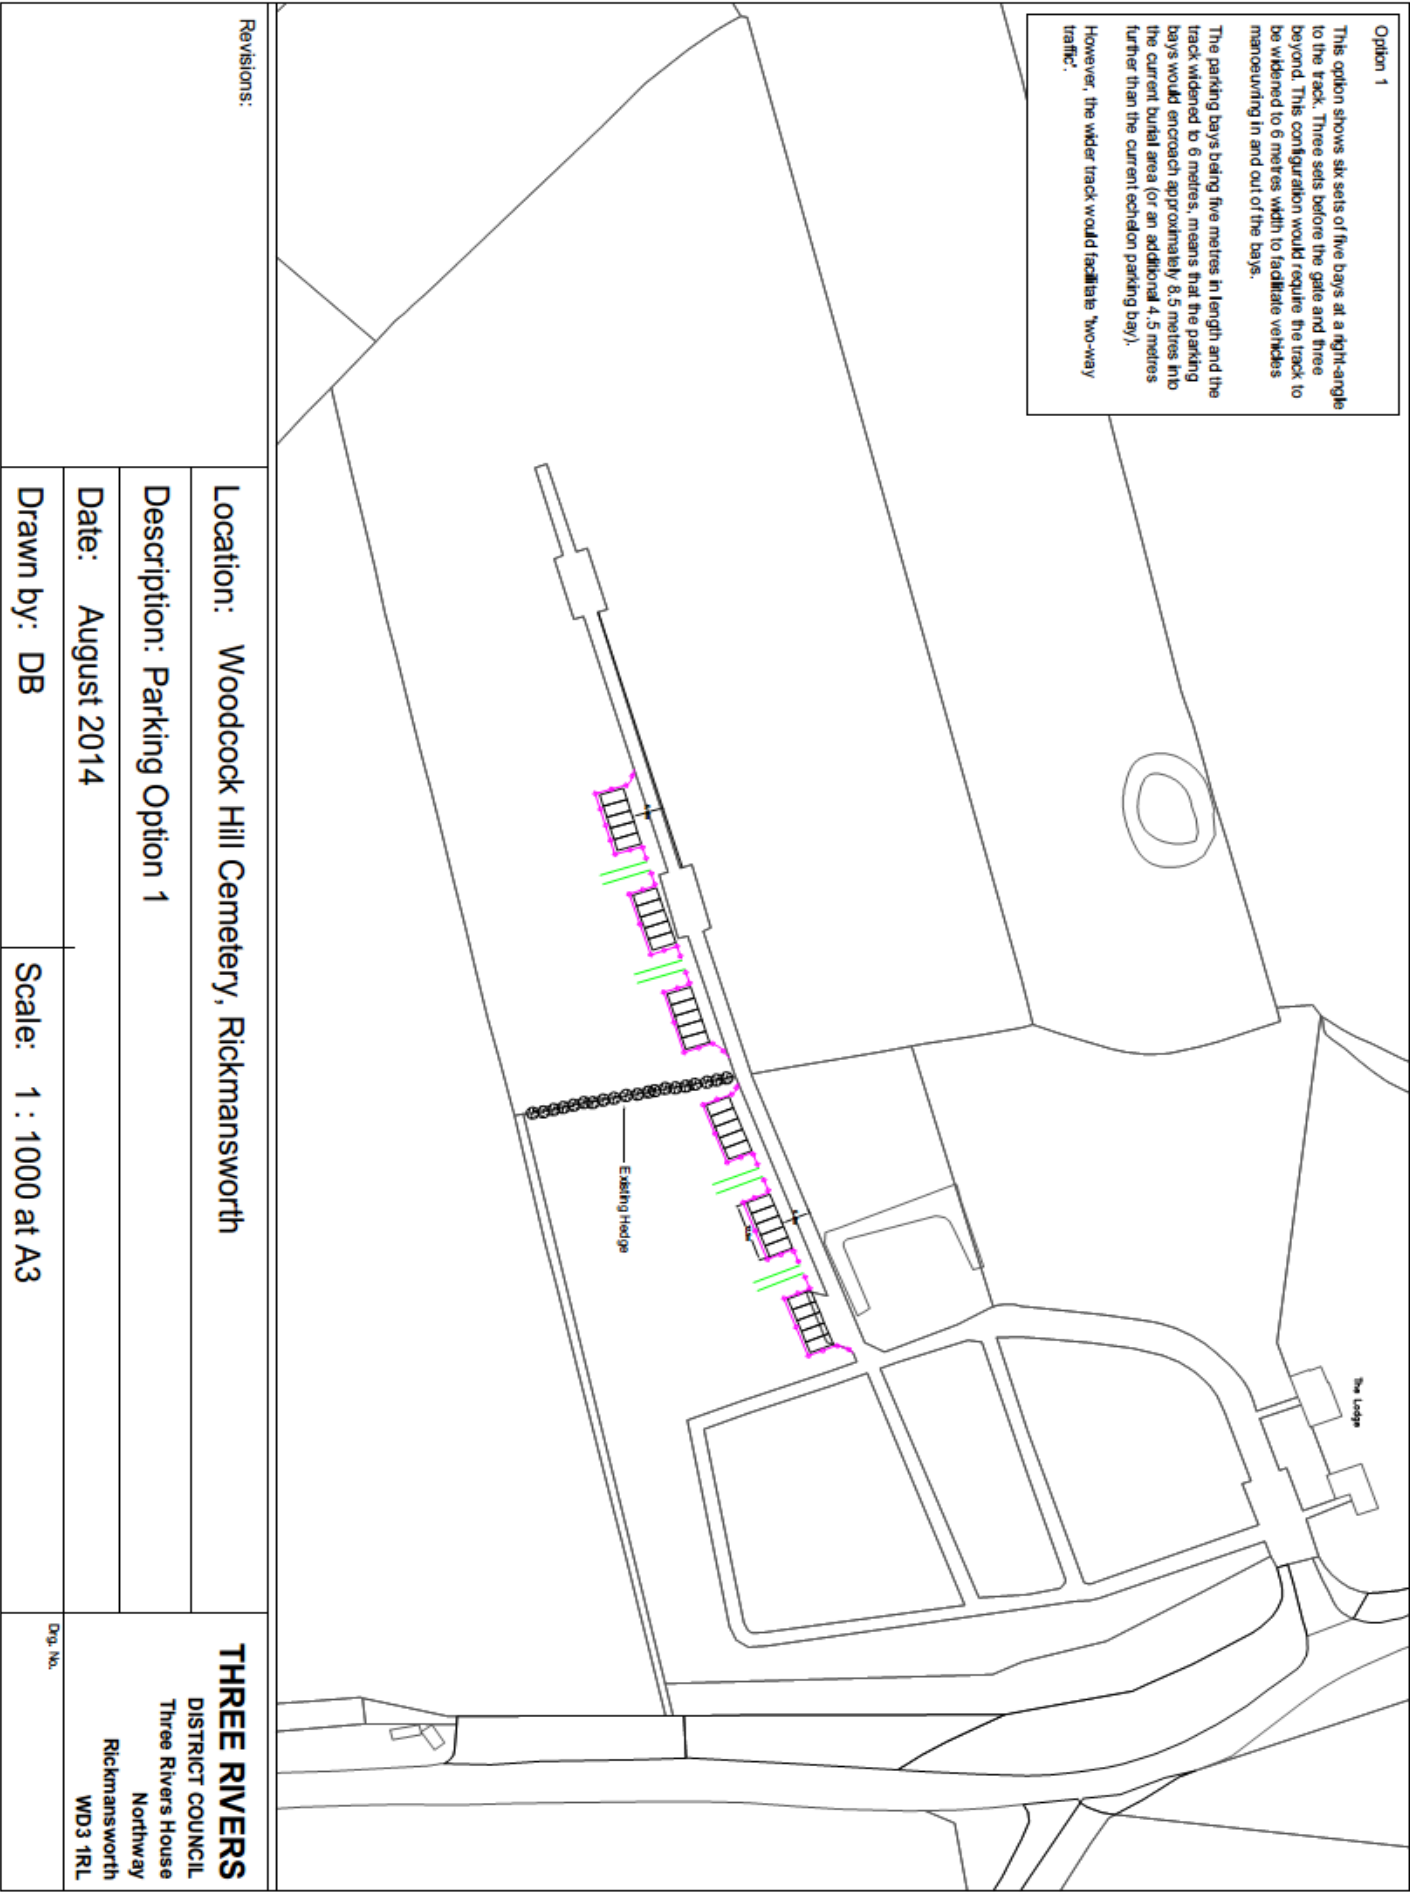 Option 1
This option shows six sets of five bays at a right-angle
to the track. Three sets before the gate and three
beyond. This configuration would require the track to
be widened to 6 metres width to facilitate vehicles
manoeuvring in and out of the bays.
The parking bays being five metres in length and the
track widened to 6 metres, means that the parking
bays would encroach approximately 8.5 metres into
the current burial area (or an additional 4.5 metres
further than the current echelon parking bay).
However, the wider track would facilitate "two-way
traffic".
The Lodge
Existing Hedge
Revisions:
Location: Woodcock Hill Cemetery, Rickmansworth
Description: Parking Option 1
Date: August 2014
Drawn by: DB
Scale: 1 : 1000 at A3
THREE RIVERS
DISTRICT COUNCIL
Three Rivers House
Northway
Rickmansworth
WD3 1RL
Drg. No.